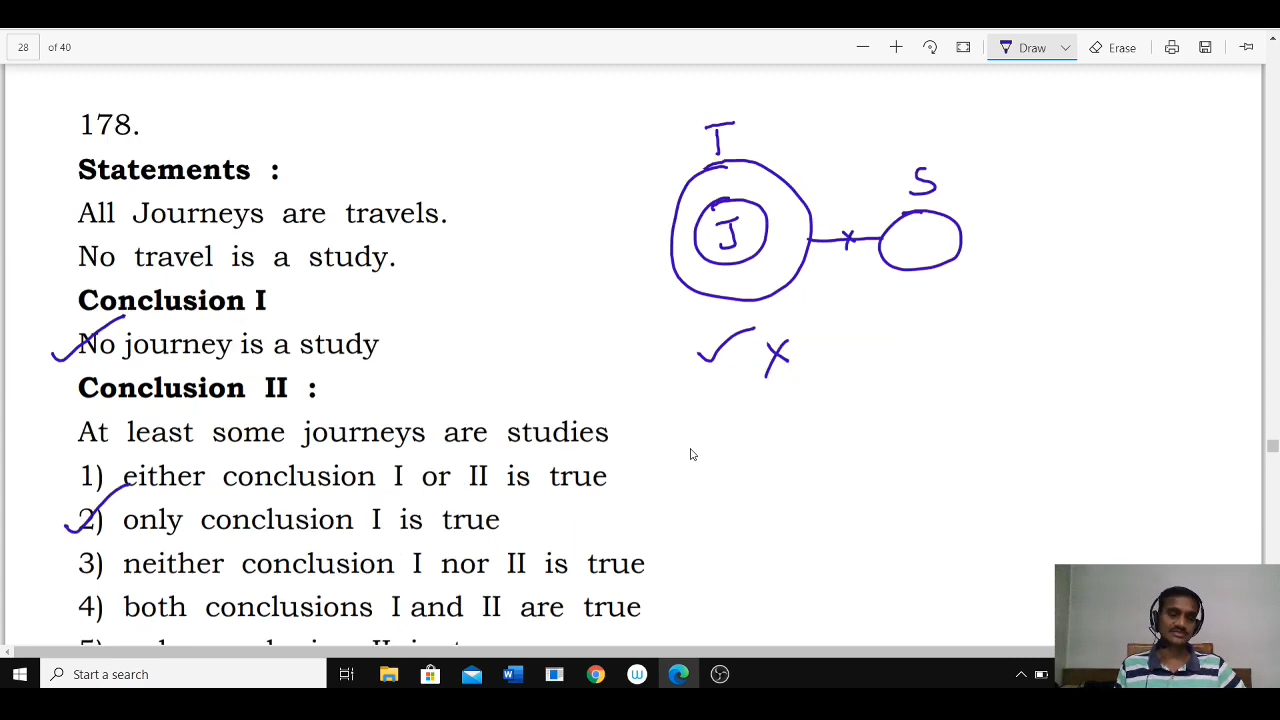 28 of 40
Draw
Erase
178.
Statements :
All Journeys are travels.
No travel is a study.
Conclusion I
No journey is a study
Conclusion II :
At least some journeys are studies
1) either conclusion I or II is true
2) only conclusion I is true
3) neither conclusion I nor II is true
4) both conclusions I and II are true
T
J
S
Start a search